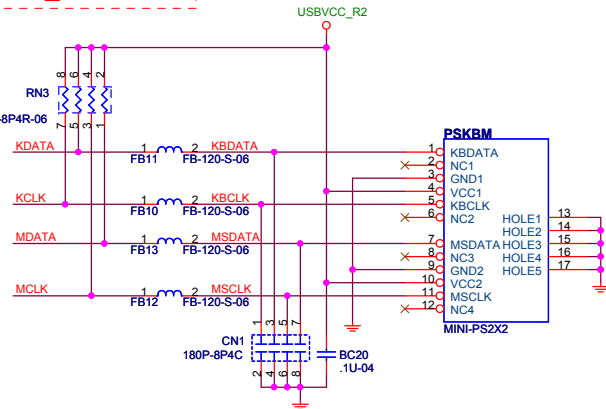 USBVCC_R2
8 6 4 2
RN3
-8P4R-06
7 5 3 1
KDATA 1 2 KBDATA
FB11 FB-120-S-06
KCLK 1 2 KBCLK
FB10 FB-120-S-06
MDATA 1 2 MSDATA
FB13 FB-120-S-06
MCLK 1 2 MSCLK
FB12 FB-120-S-06
1 3 5 7
CN1
180P-8P4C
2 4 6 8
BC20
.1U-04
PSKBM
1 KBDATA
2 NC1
3 GND1
4 VCC1
5 KBCLK
6 NC2
7 MSDATA
8 NC3
9 GND2
10 VCC2
11 MSCLK
12 NC4
HOLE1 13
HOLE2 14
HOLE3 15
HOLE4 16
HOLE5 17
MINI-PS2X2